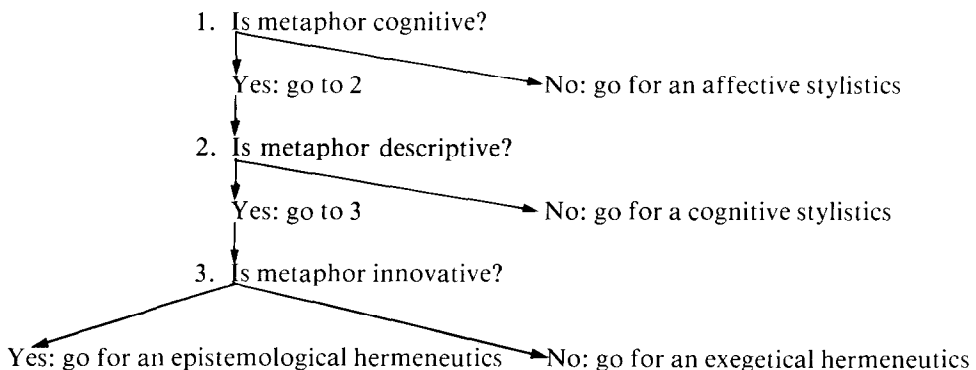 1. Is metaphor cognitive?
Yes: go to 2
No: go for an affective stylistics
2. Is metaphor descriptive?
Yes: go to 3
No: go for a cognitive stylistics
3. Is metaphor innovative?
Yes: go for an epistemological hermeneutics
No: go for an exegetical hermeneutics